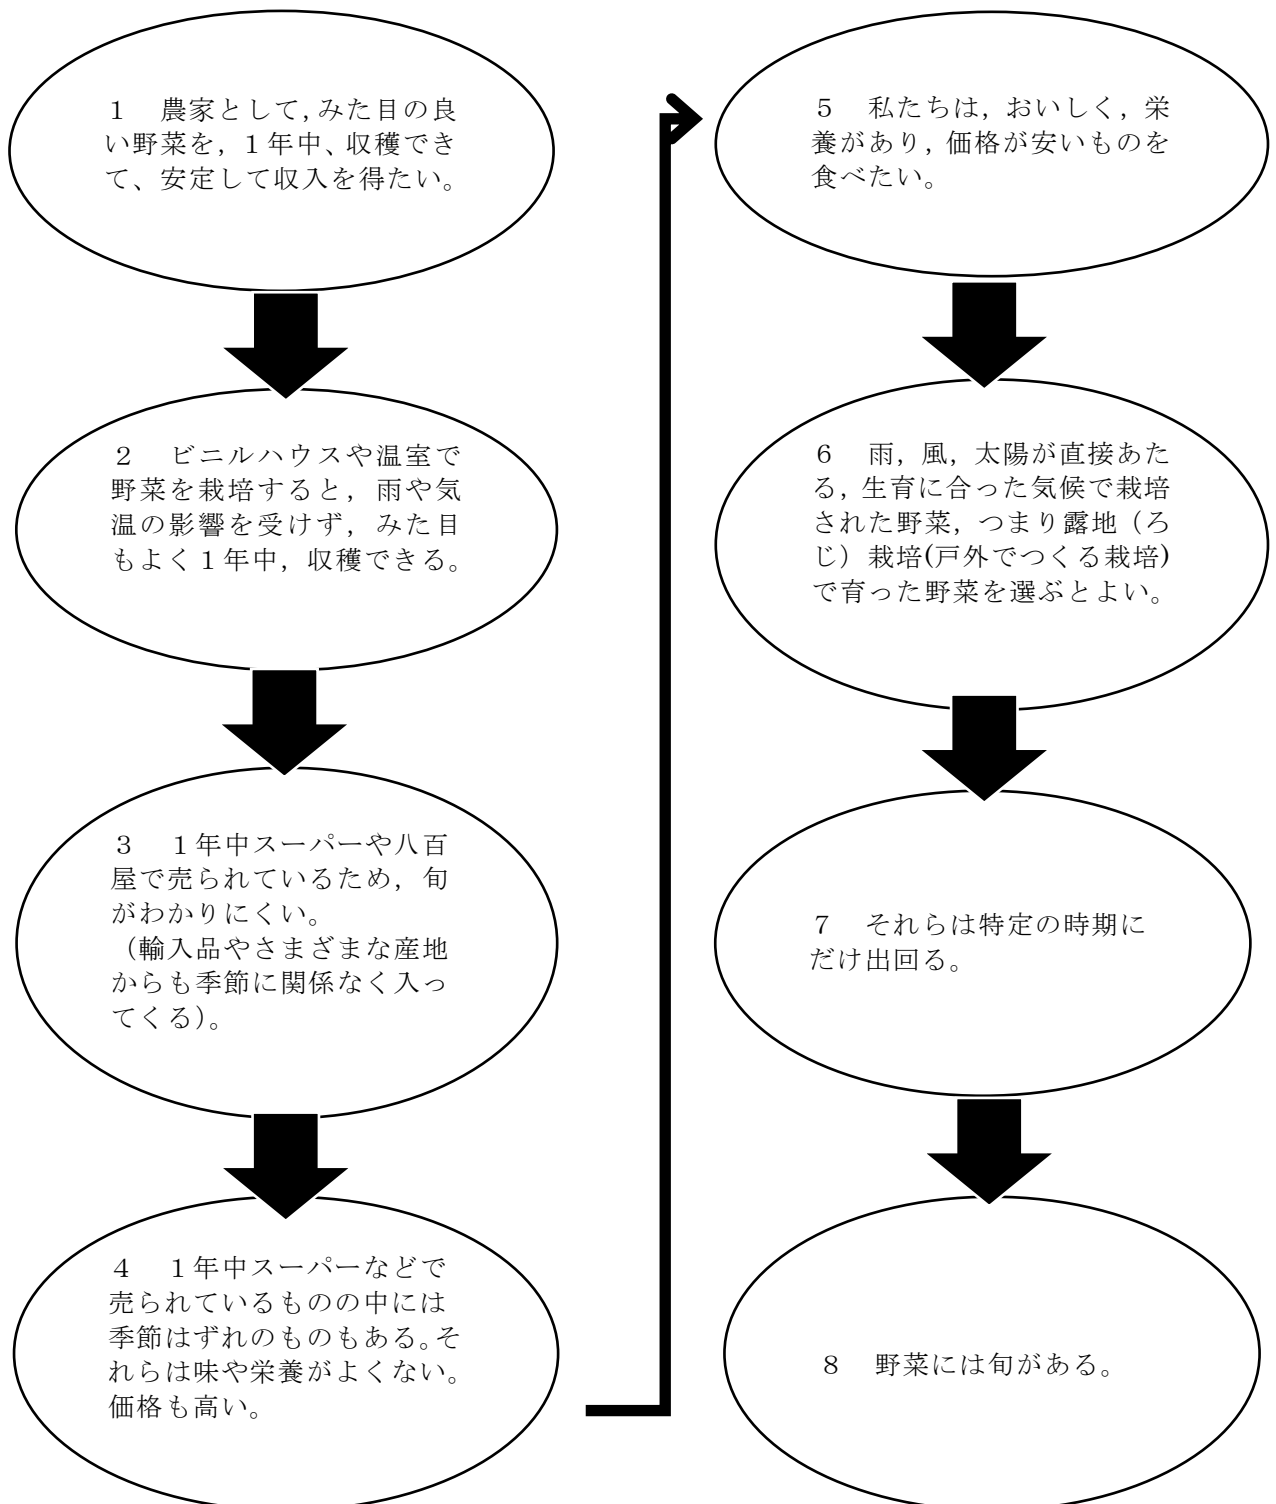 １　農家として,みた目の良
い野菜を，１年中、収穫でき
て、安定して収入を得たい。
２　ビニルハウスや温室で
野菜を栽培すると，雨や気
温の影響を受けず，みた目
もよく１年中，収穫できる。
３　１年中スーパーや八百
屋で売られているため，旬
がわかりにくい。
（輸入品やさまざまな産地
からも季節に関係なく入っ
てくる）。
４　１年中スーパーなどで
売られているものの中には
季節はずれのものもある。そ
れらは味や栄養がよくない。
価格も高い。
５　私たちは，おいしく，栄
養があり，価格が安いものを
食べたい。
６　雨，風，太陽が直接あた
る，生育に合った気候で栽培
された野菜，つまり露地（ろ
じ）栽培(戸外でつくる栽培)
で育った野菜を選ぶとよい。
７　それらは特定の時期に
だけ出回る。
８　野菜には旬がある。